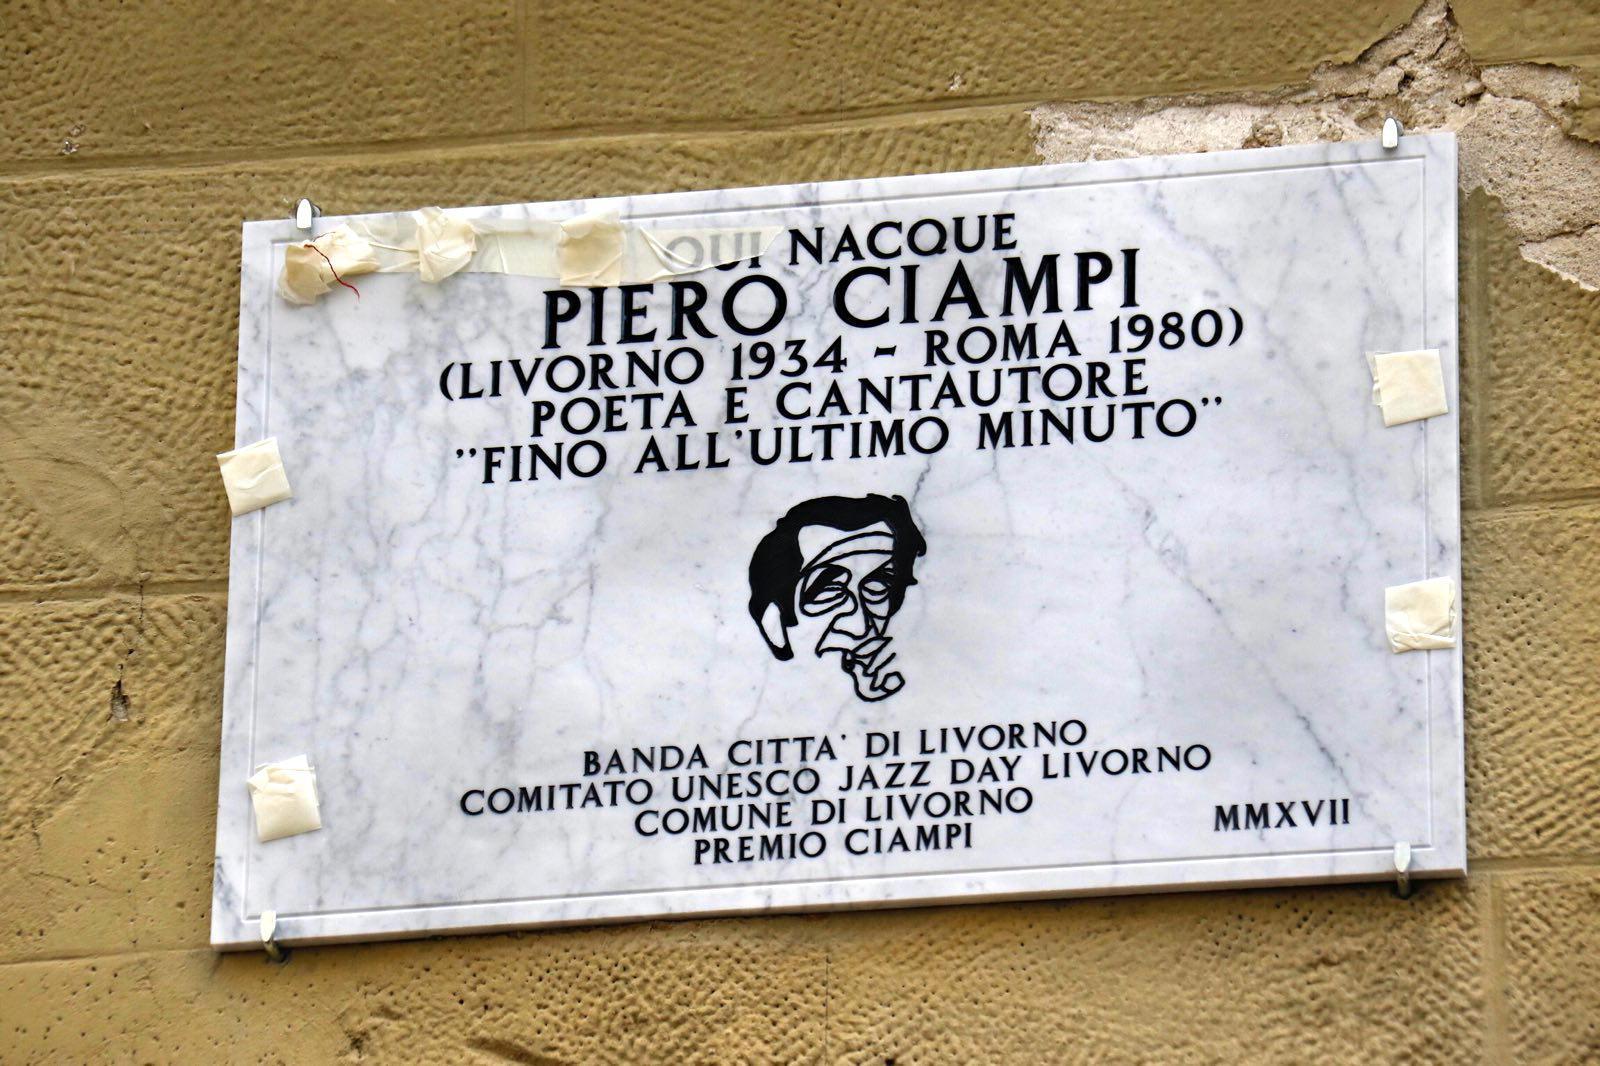 QUI NACQUE
PIERO CIAMPI
(LIVORNO 1934 - ROMA 1980)
POETA E CANTAUTORE
''FINO ALL'ULTIMO MINUTO''
BANDA CITTA' DI LIVORNO
COMITATO UNESCO JAZZ DAY LIVORNO
COMUNE DI LIVORNO
PREMIO CIAMPI
MMXVII